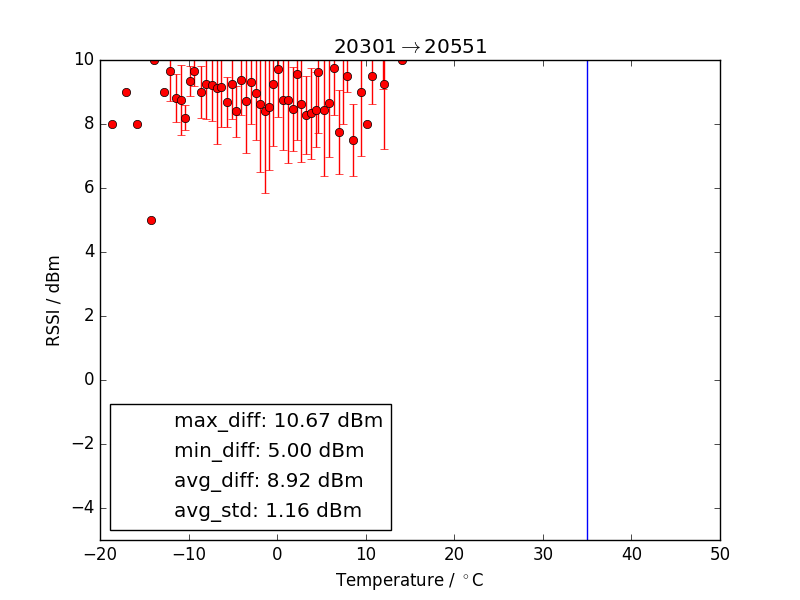 20301→20551
10
8
6
4
2
0
−2
−4
RSSI / dBm
max_diff: 10.67 dBm
min_diff: 5.00 dBm
avg_diff: 8.92 dBm
avg_std: 1.16 dBm
−20 −10 0 10 20 30 40 50
Temperature / °C